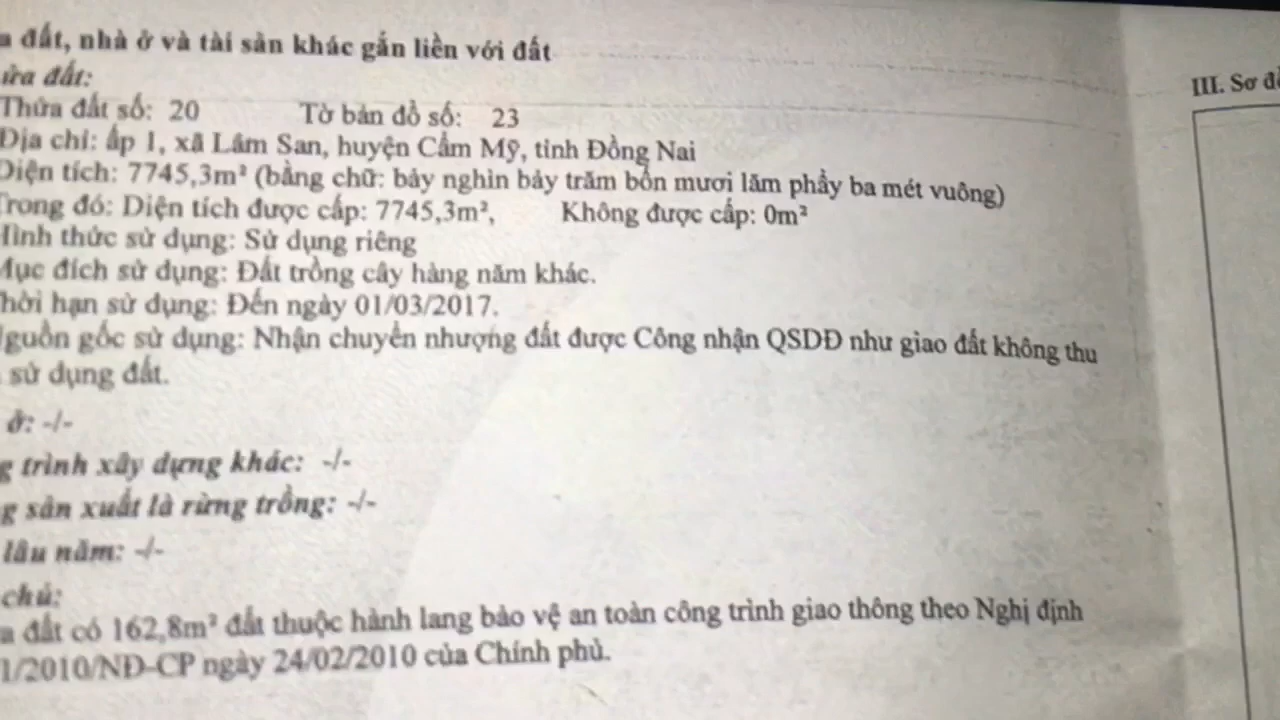 a đất, nhà ở và tài sản khác gắn liền với đất
ửa đất:
Thửa đất số: 20 Tờ bản đồ số: 23
Địa chỉ: ấp 1, xã Lâm San, huyện Cẩm Mỹ, tỉnh Đồng Nai
Diện tích: 7745,3m² (bằng chữ: bảy nghìn bảy trăm bốn mươi lăm phẩy ba mét vuông)
Trong đó: Diện tích được cấp: 7745,3m², Không được cấp: 0m²
Hình thức sử dụng: Sử dụng riêng
Mục đích sử dụng: Đất trồng cây hàng năm khác.
hời hạn sử dụng: Đến ngày 01/03/2017.
guồn gốc sử dụng: Nhận chuyển nhượng đất được Công nhận QSDĐ như giao đất không thu
sử dụng đất.
ở: -/-
g trình xây dựng khác: -/-
g sản xuất là rừng trồng: -/-
lâu năm: -/-
chú:
a đất có 162,8m² đất thuộc hành lang bảo vệ an toàn công trình giao thông theo Nghị định
1/2010/NĐ-CP ngày 24/02/2010 của Chính phủ.
III. Sơ đồ